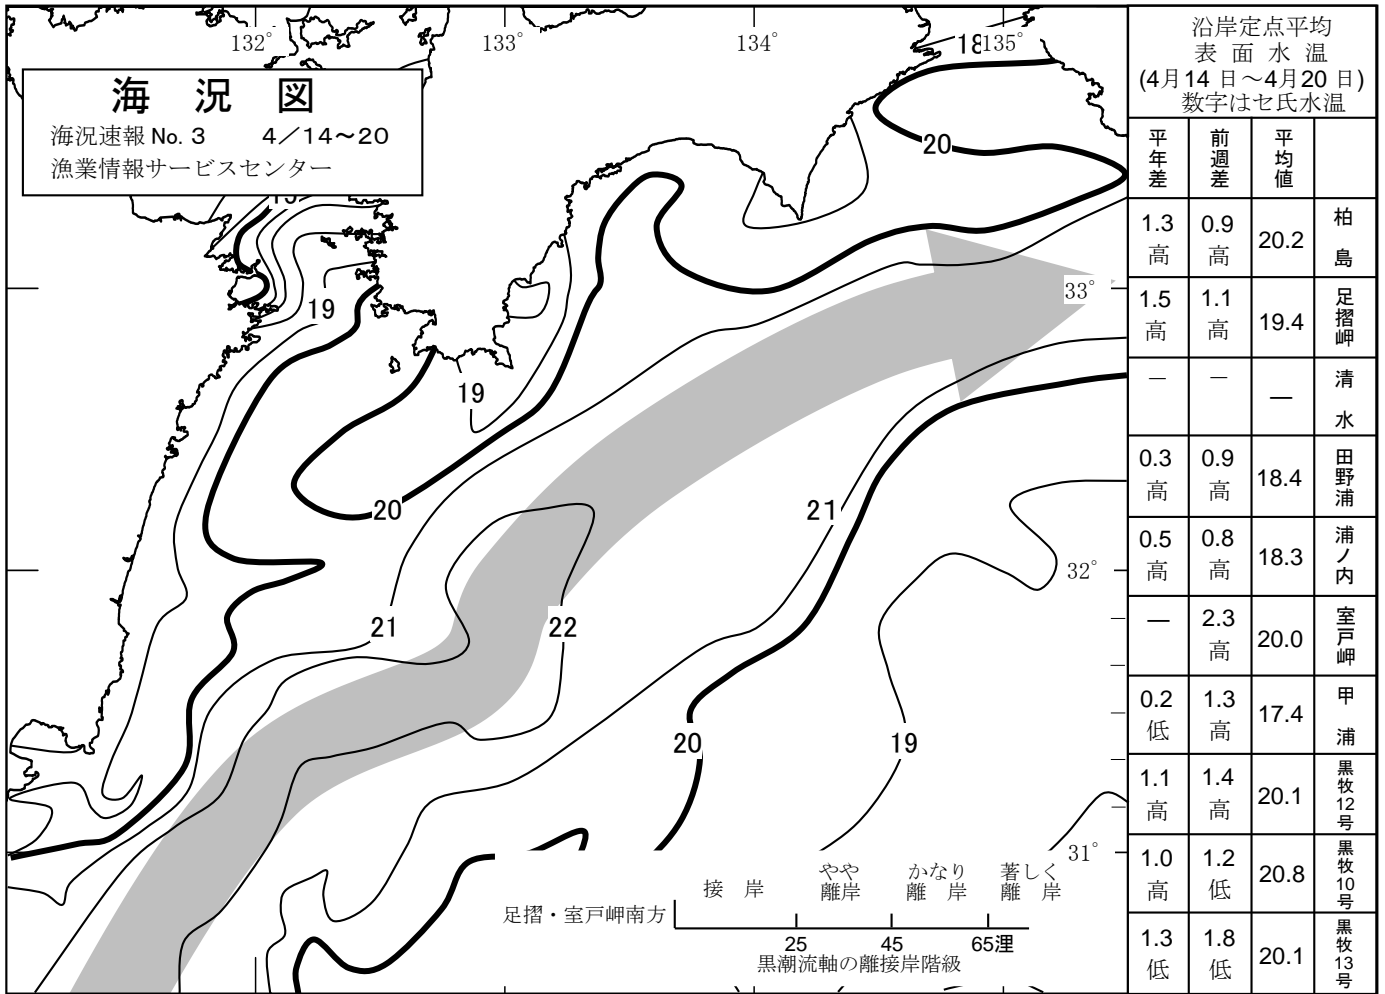 海 況 図
海況速報 No. 3 4／14～20
漁業情報サービスセンター
132°
133°
134°
135°
18
20
19
33°
19
20
21
32°
21
22
20
19
31°
接 岸
やや
離岸
かなり
離 岸
著しく
離 岸
足摺・室戸岬南方
25 45 65浬
黒潮流軸の離接岸階級
沿岸定点平均
表 面 水 温
(4月14 日～4月20 日)
数字はセ氏水温
平年差 前週差 平均値
1.3高 0.9高 20.2 柏島
1.5高 1.1高 19.4 足摺岬
― ― ― 清水
0.3高 0.9高 18.4 田野浦
0.5高 0.8高 18.3 浦ノ内
― 2.3高 20.0 室戸岬
0.2低 1.3高 17.4 甲浦
1.1高 1.4高 20.1 黒牧12号
1.0高 1.2低 20.8 黒牧10号
1.3低 1.8低 20.1 黒牧13号